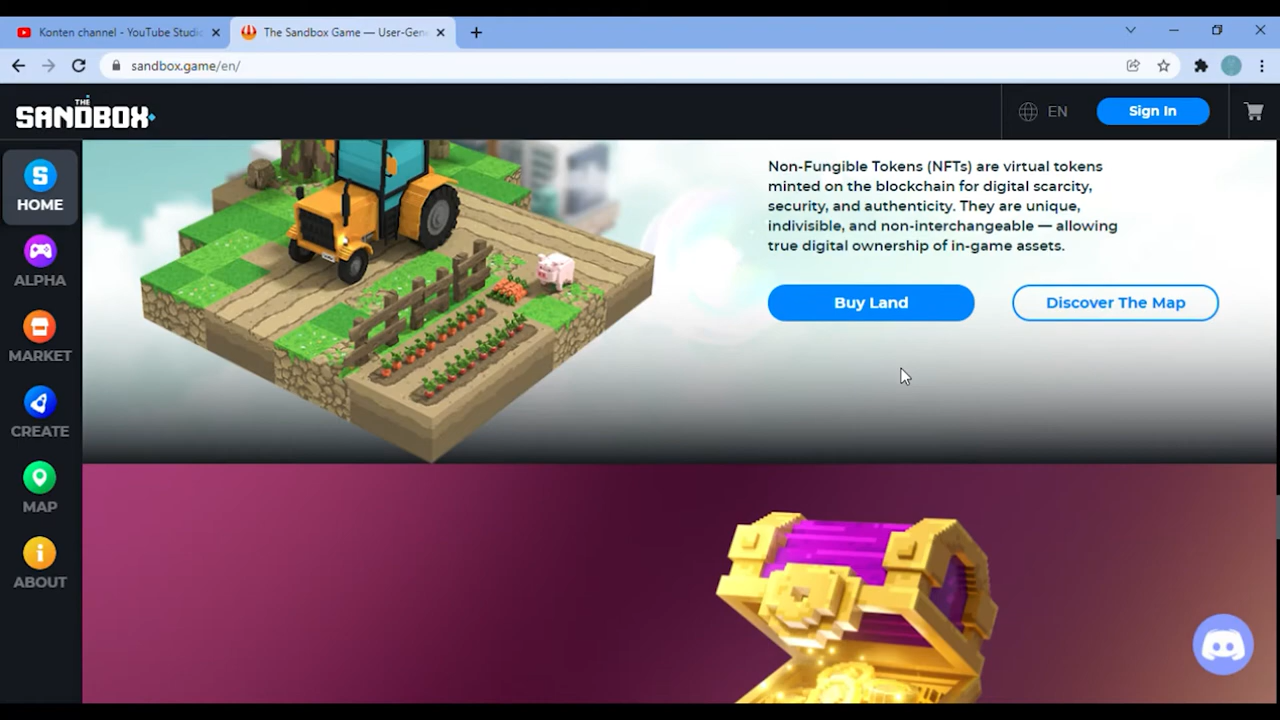 Konten channel - YouTube Studio
The Sandbox Game — User-Gen
sandbox.game/en/
THE
SANDBOX
EN
Sign In
S
HOME
ALPHA
MARKET
CREATE
MAP
ABOUT
Non-Fungible Tokens (NFTs) are virtual tokens
minted on the blockchain for digital scarcity,
security, and authenticity. They are unique,
indivisible, and non-interchangeable — allowing
true digital ownership of in-game assets.
Buy Land
Discover The Map